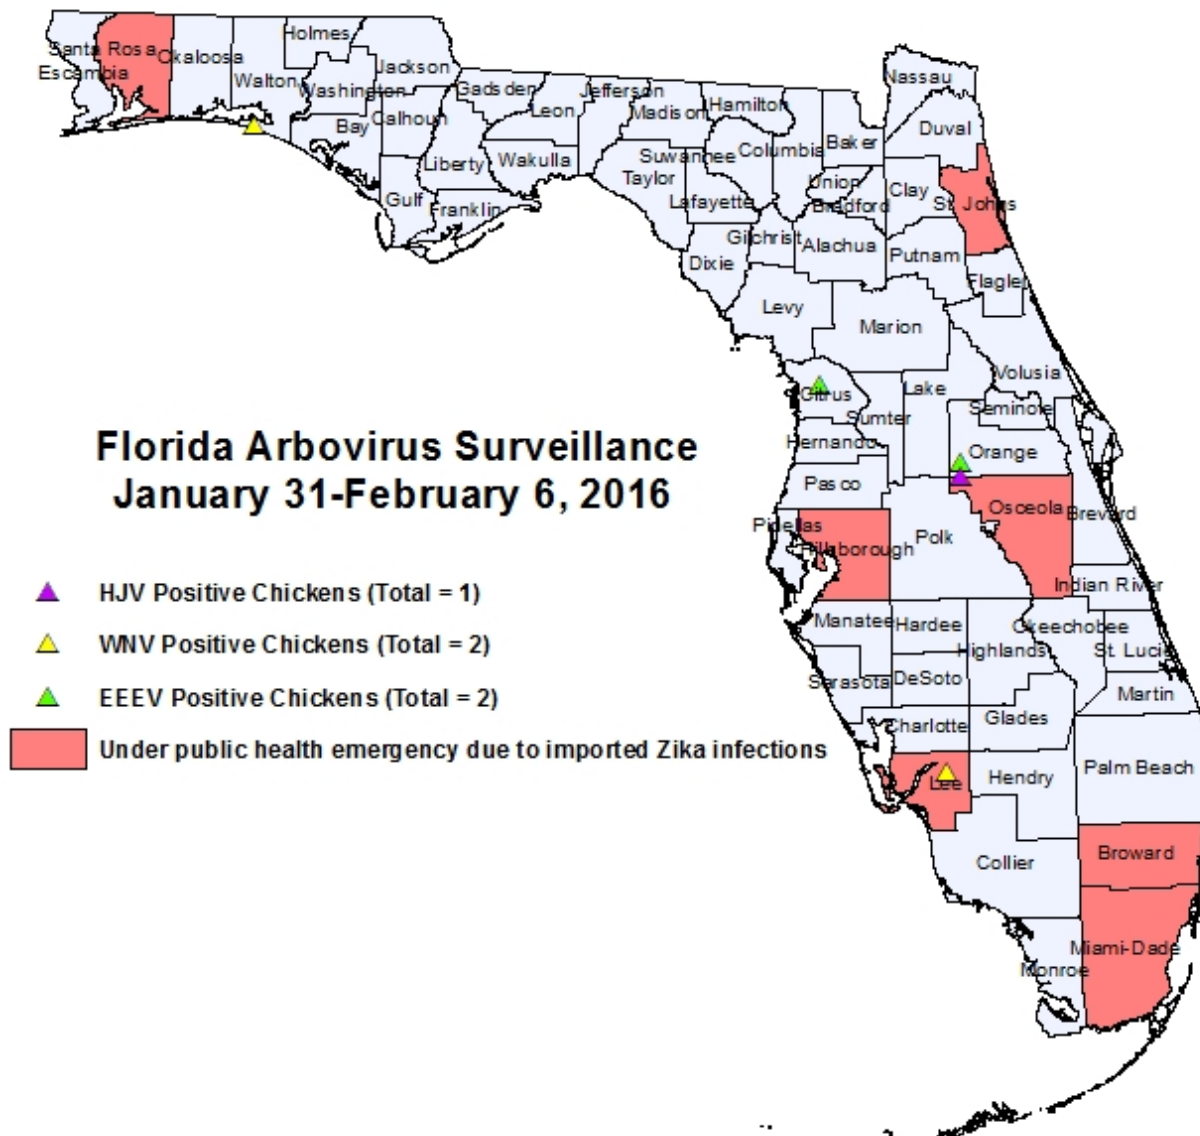 Holmes
Santa Rosa
Okaloosa
Escambia
Walton
Jackson
Washington
Gadsden
Jefferson
Leon
Madison
Hamilton
Nassau
Bay
Calhoun
Duval
Baker
Liberty
Wakulla
Suwannee
Columbia
Taylor
Union
Clay
Gulf
Franklin
Lafayette
Bradford
St. Johns
Gilchrist
Alachua
Dixie
Putnam
Flagler
Levy
Marion
Volusia
Citrus
Lake
Sumter
Seminole
Hernando
Orange
Pasco
Osceola
Brevard
Pinellas
Hillsborough
Polk
Indian River
Manatee
Hardee
Okeechobee
Highlands
St. Lucie
Sarasota
DeSoto
Martin
Charlotte
Glades
Lee
Hendry
Palm Beach
Collier
Broward
Miami-Dade
Monroe
Florida Arbovirus Surveillance
January 31-February 6, 2016
HJV Positive Chickens (Total = 1)
WNV Positive Chickens (Total = 2)
EEEV Positive Chickens (Total = 2)
Under public health emergency due to imported Zika infections